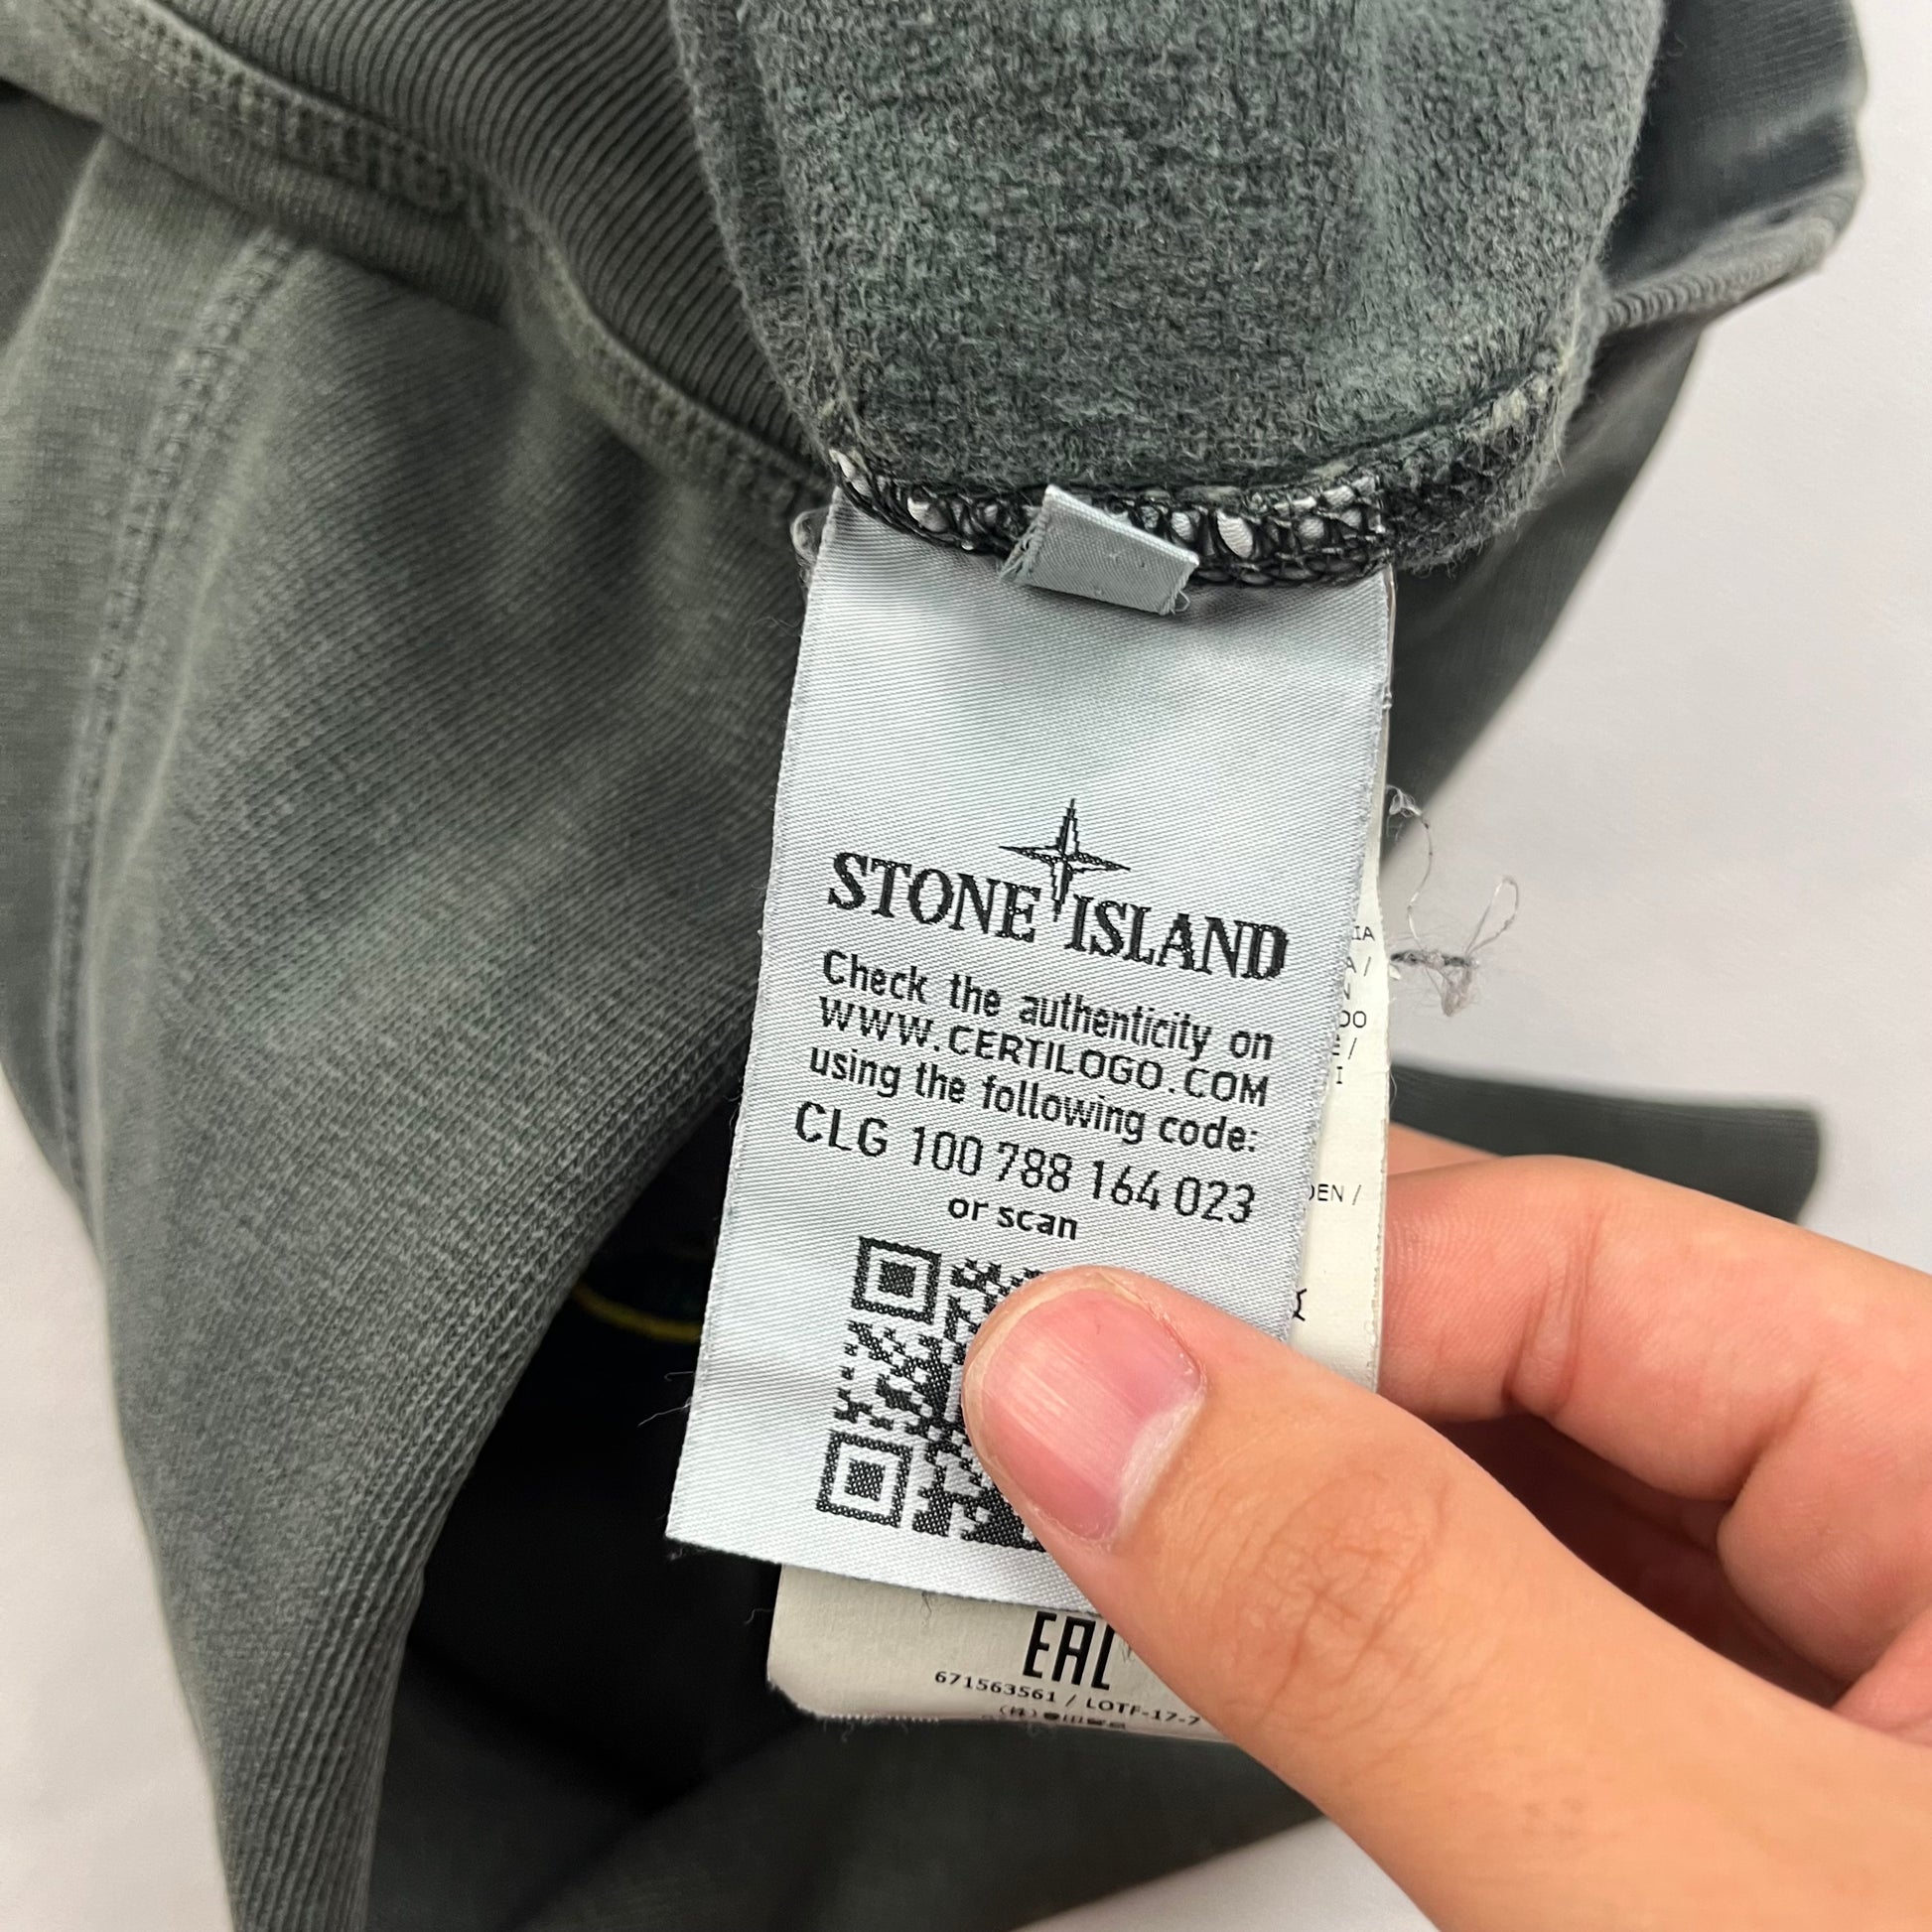 STONE ISLAND
Check the authenticity on
WWW.CERTILOGO.COM
using the following code:
CLG 100 788 164 023
or scan
DEN /
EAC
671563561 / LOTF-17-7